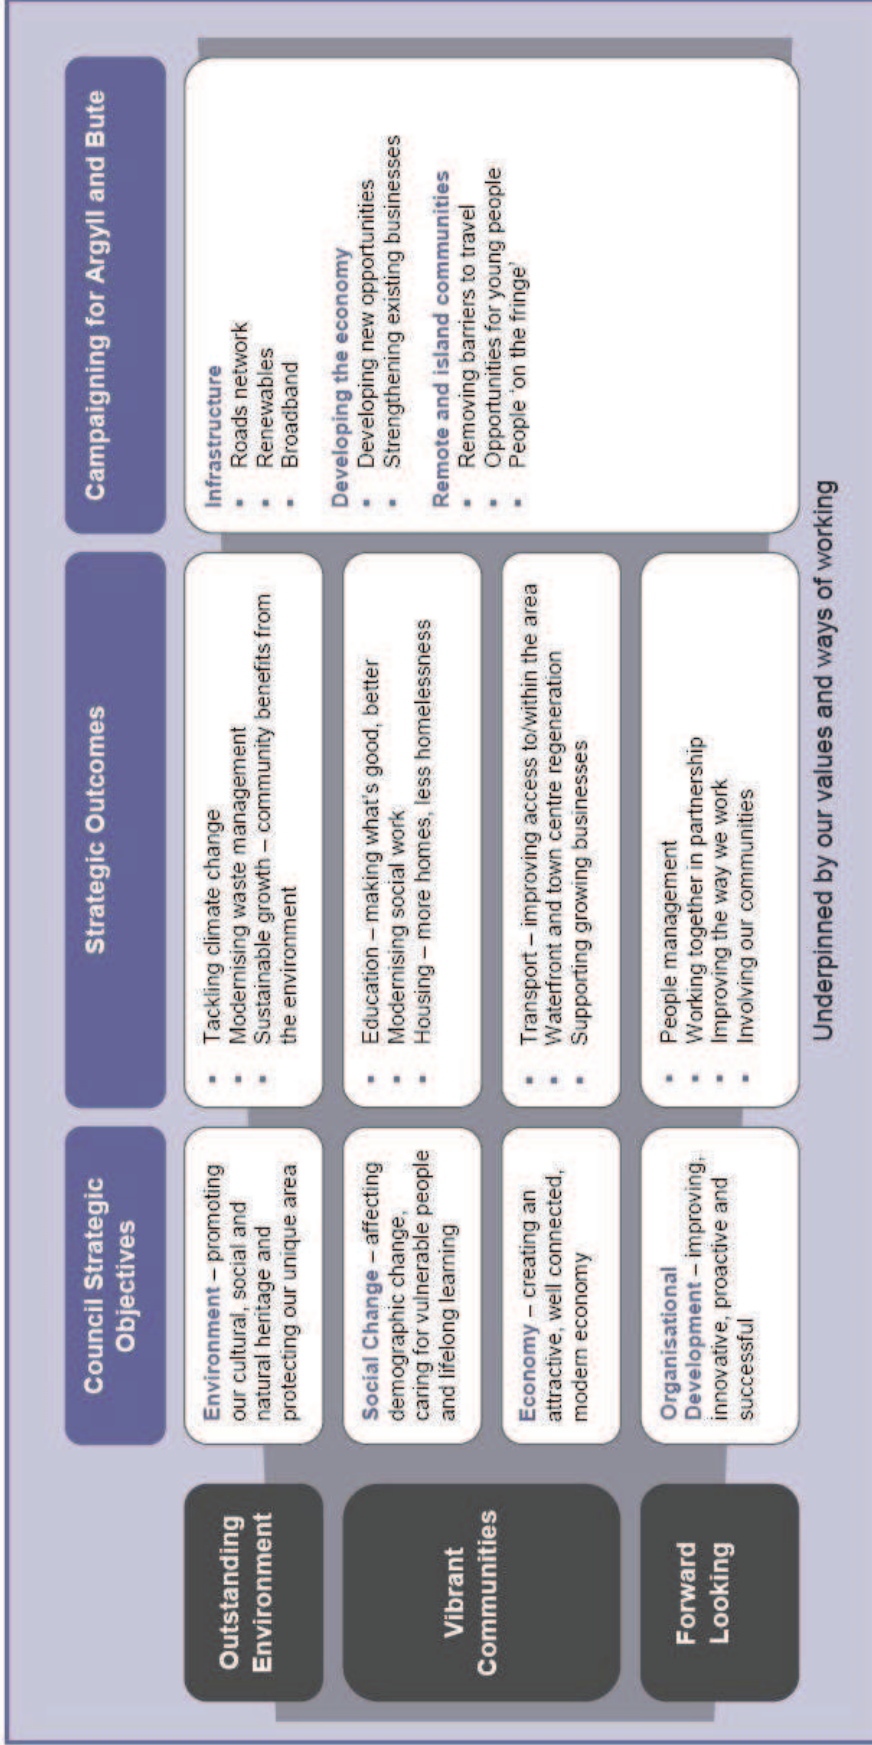 Council Strategic
Objectives
Strategic Outcomes
Campaigning for Argyll and Bute
Outstanding
Environment
Environment – promoting
our cultural, social and
natural heritage and
protecting our unique area
▪ Tackling climate change
▪ Modernising waste management
▪ Sustainable growth – community benefits from
the environment
Vibrant
Communities
Social Change – affecting
demographic change,
caring for vulnerable people
and lifelong learning
▪ Education – making what's good, better
▪ Modernising social work
▪ Housing – more homes, less homelessness
Economy – creating an
attractive, well connected,
modern economy
▪ Transport – improving access to/within the area
▪ Waterfront and town centre regeneration
▪ Supporting growing businesses
Forward
Looking
Organisational
Development – improving,
innovative, proactive and
successful
▪ People management
▪ Working together in partnership
▪ Improving the way we work
▪ Involving our communities
Infrastructure
▪ Roads network
▪ Renewables
▪ Broadband
Developing the economy
▪ Developing new opportunities
▪ Strengthening existing businesses
Remote and island communities
▪ Removing barriers to travel
▪ Opportunities for young people
▪ People 'on the fringe'
Underpinned by our values and ways of working